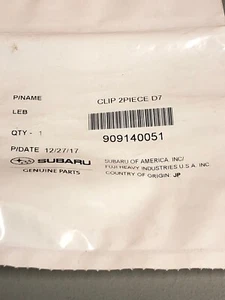 P/NAME CLIP 2PIECE D7
LEB
QTY - 1
909140051
P/DATE 12/27/17
SUBARU
GENUINE PARTS
SUBARU OF AMERICA, INC/
FUJI HEAVY INDUSTRIES U.S.A. INC.
COUNTRY OF ORIGIN: JP